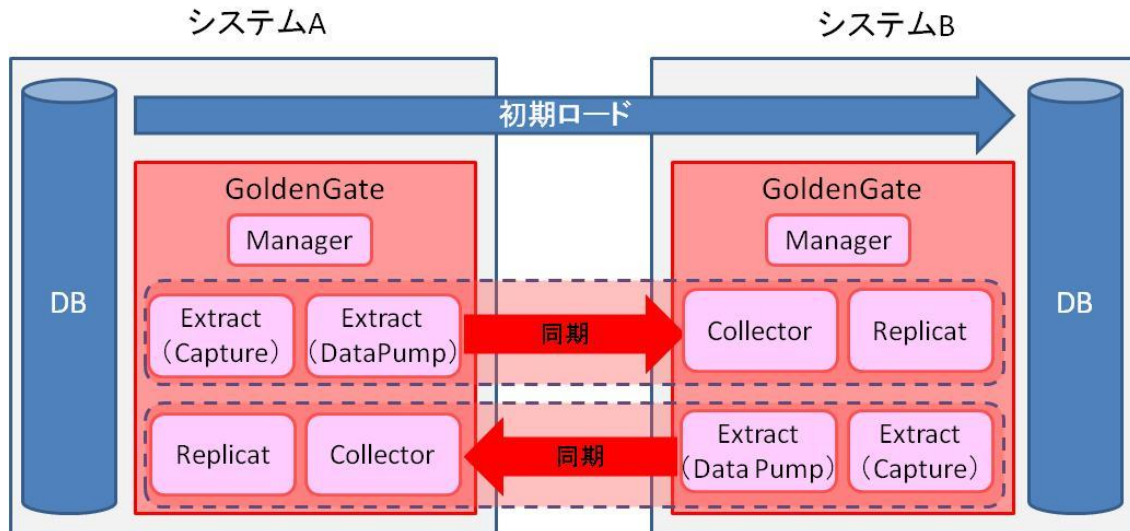 システムA
システムB
初期ロード
DB
GoldenGate
Manager
Extract
(Capture)
Extract
(DataPump)
同期
Replicat
Collector
GoldenGate
Manager
Collector
Replicat
同期
Extract
(Data Pump)
Extract
(Capture)
DB